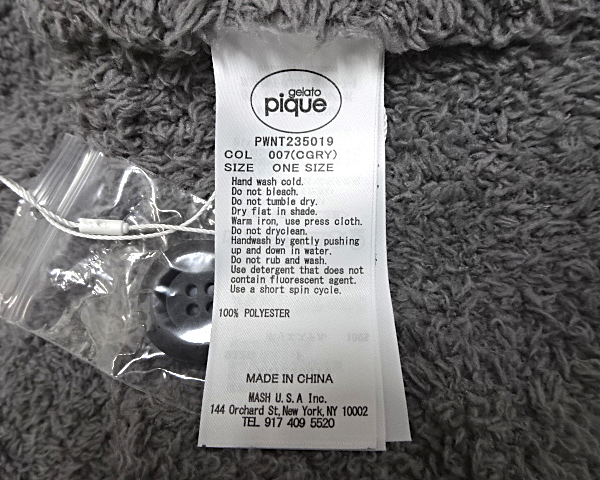 gelato
pique
PWNT235019
COL 007(CGRY)
SIZE ONE SIZE
Hand wash cold.
Do not bleach.
Do not tumble dry.
Dry flat in shade.
Warm iron, use press cloth.
Do not dryclean.
Handwash by gently pushing
up and down in water.
Do not rub and wash.
Use detergent that does not
contain fluorescent agent.
Use a short spin cycle.
100% POLYESTER
MADE IN CHINA
MASH U.S.A Inc.
144 Orchard St, New York, NY 10002
TEL 917 409 5520